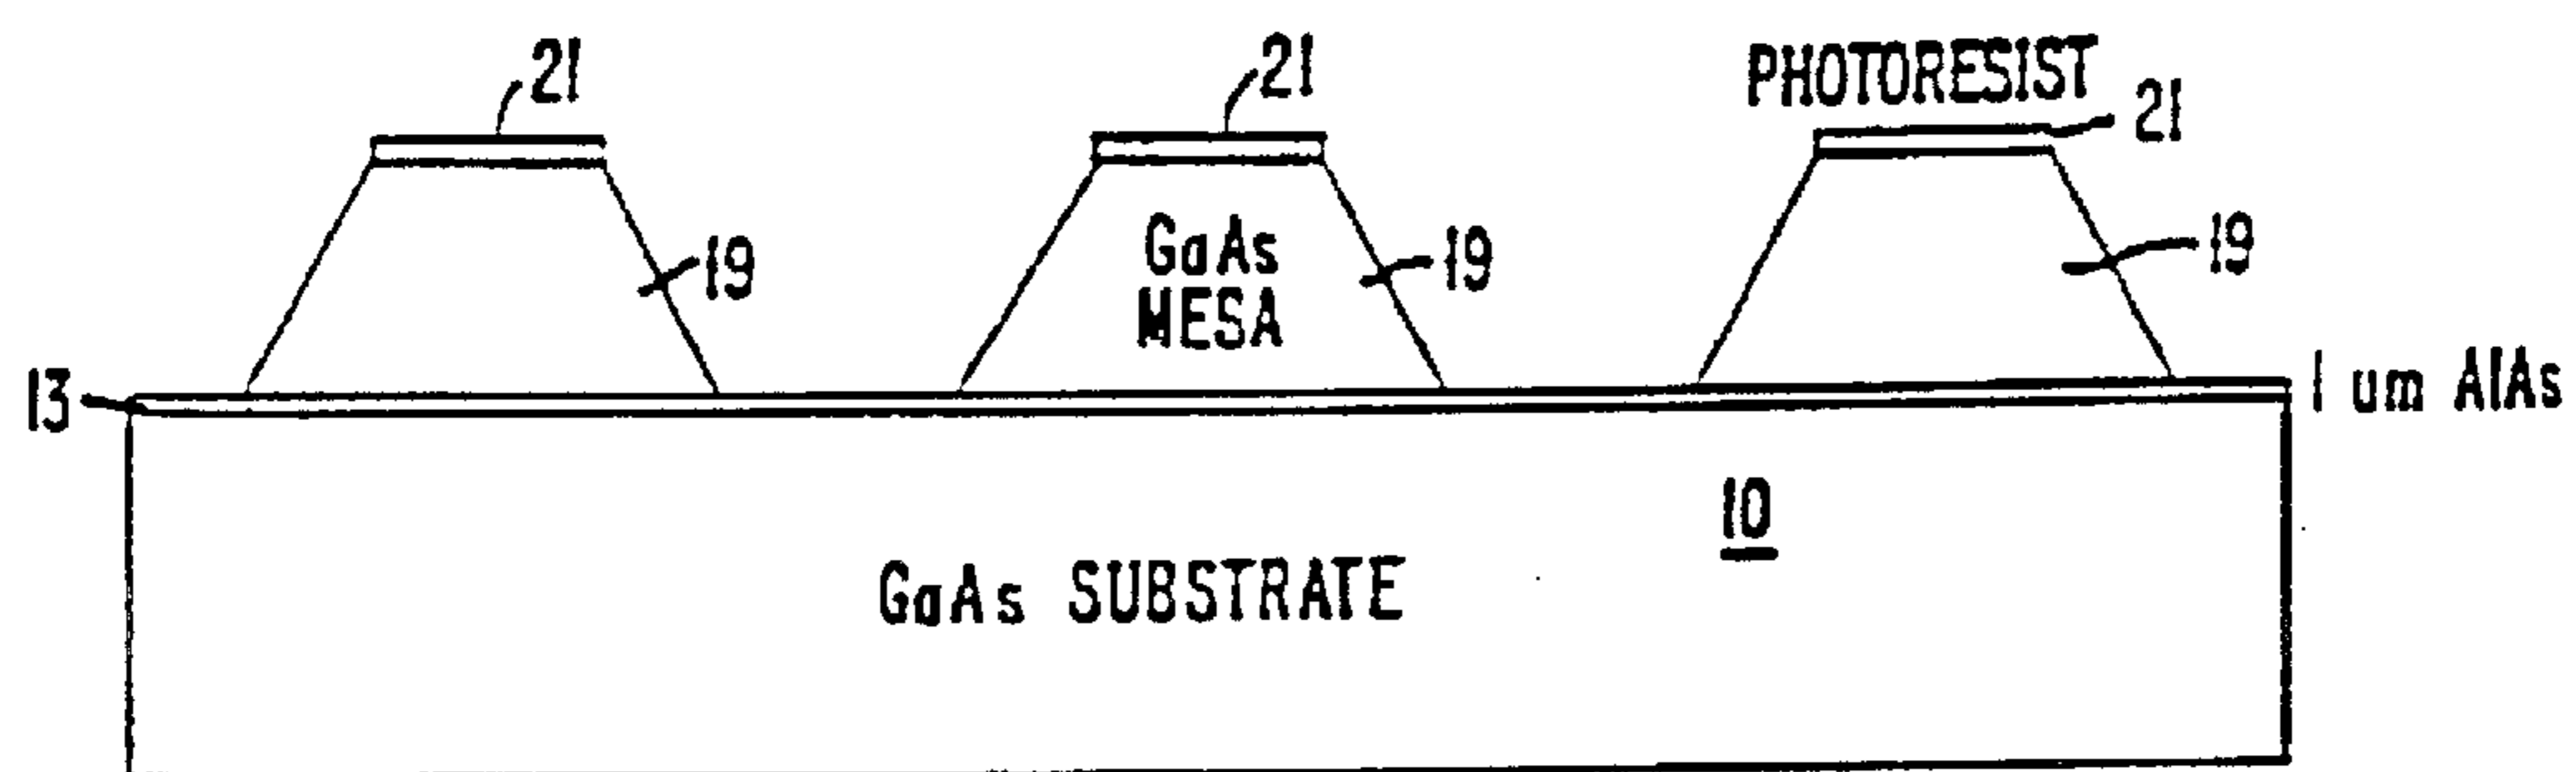 21
21
PHOTORESIST
21
19
GaAs
MESA
19
19
13
1 um AlAs
10
GaAs SUBSTRATE